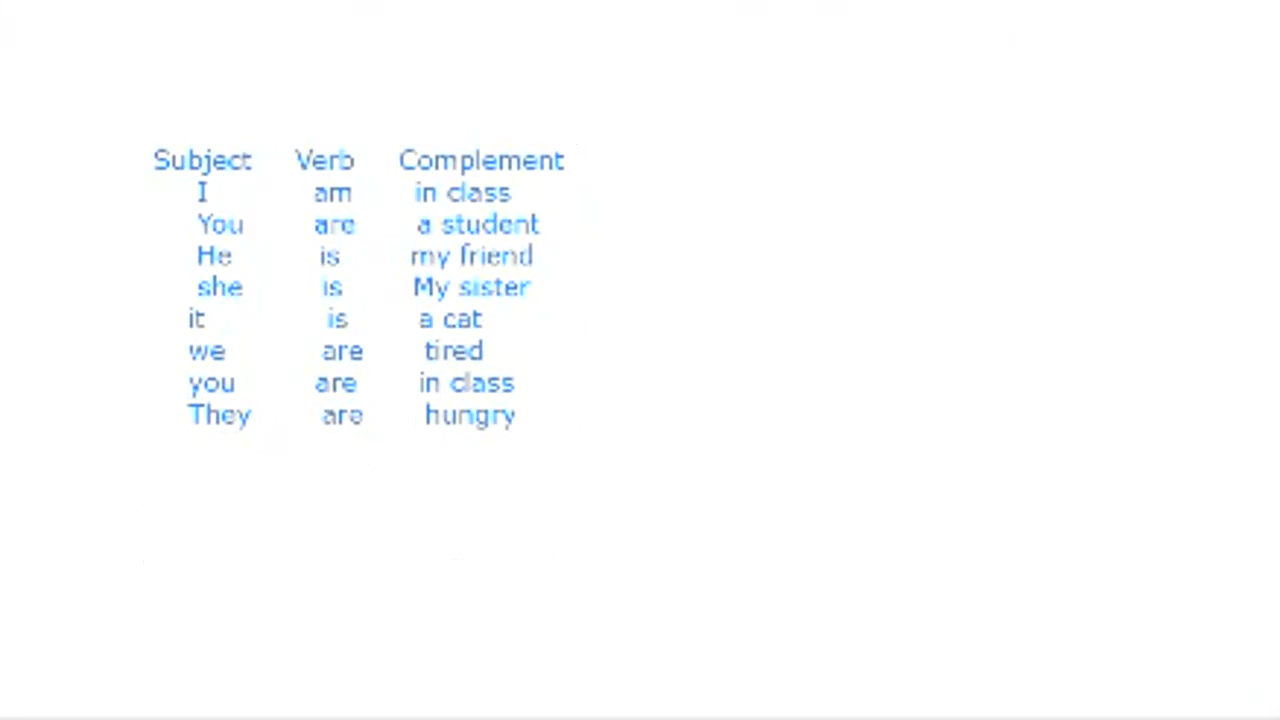 Subject Verb Complement
I am in class
You are a student
He is my friend
she is My sister
it is a cat
we are tired
you are in class
They are hungry